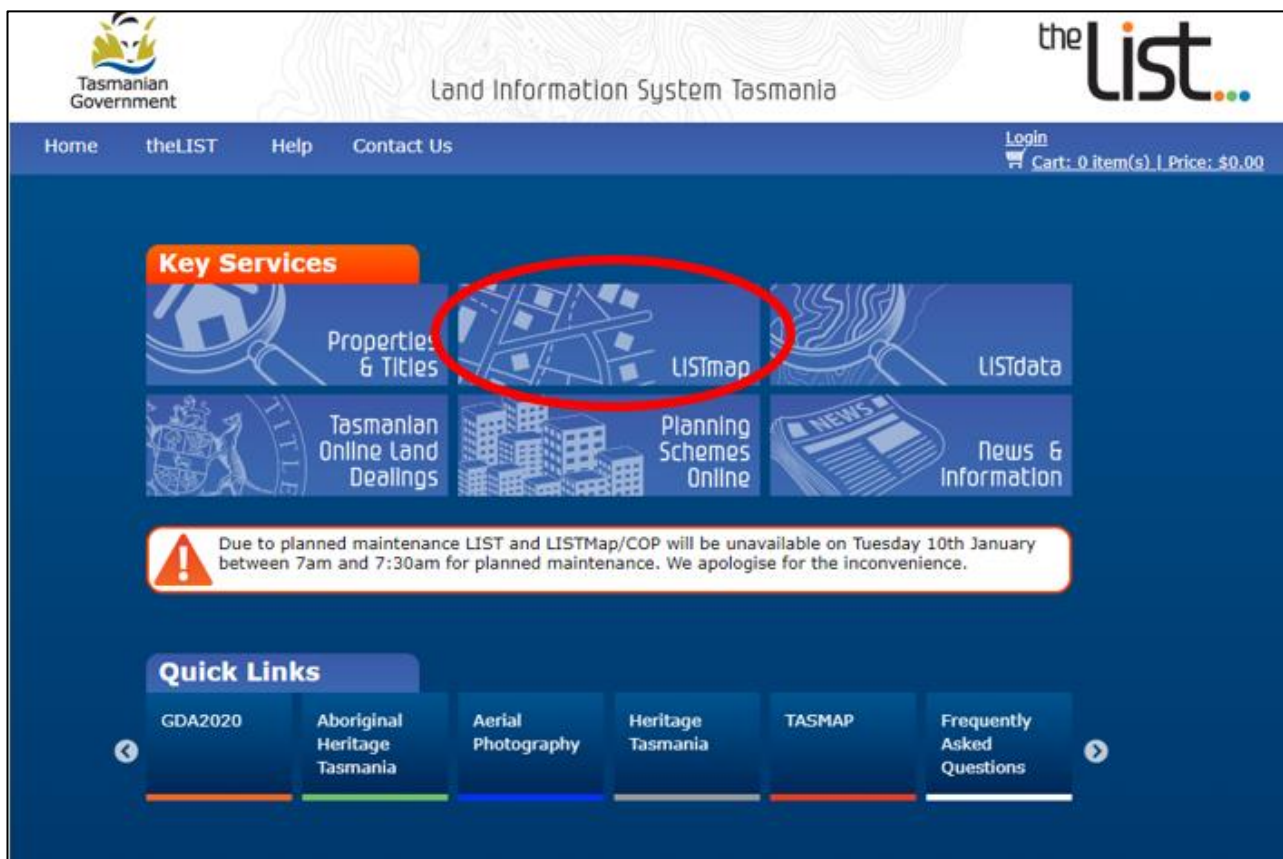 Tasmanian
Government
Land Information System Tasmania
the List...
Home theLIST Help Contact Us
Login
Cart: 0 item(s) | Price: $0.00
Key Services
Properties
& Titles
LISTmap
LISTdata
TITLE
Tasmanian
Online Land
Dealings
Planning
Schemes
Online
NEWS
News &
Information
Due to planned maintenance LIST and LISTMap/COP will be unavailable on Tuesday 10th January
between 7am and 7:30am for planned maintenance. We apologise for the inconvenience.
Quick Links
GDA2020
Aboriginal
Heritage
Tasmania
Aerial
Photography
Heritage
Tasmania
TASMAP
Frequently
Asked
Questions